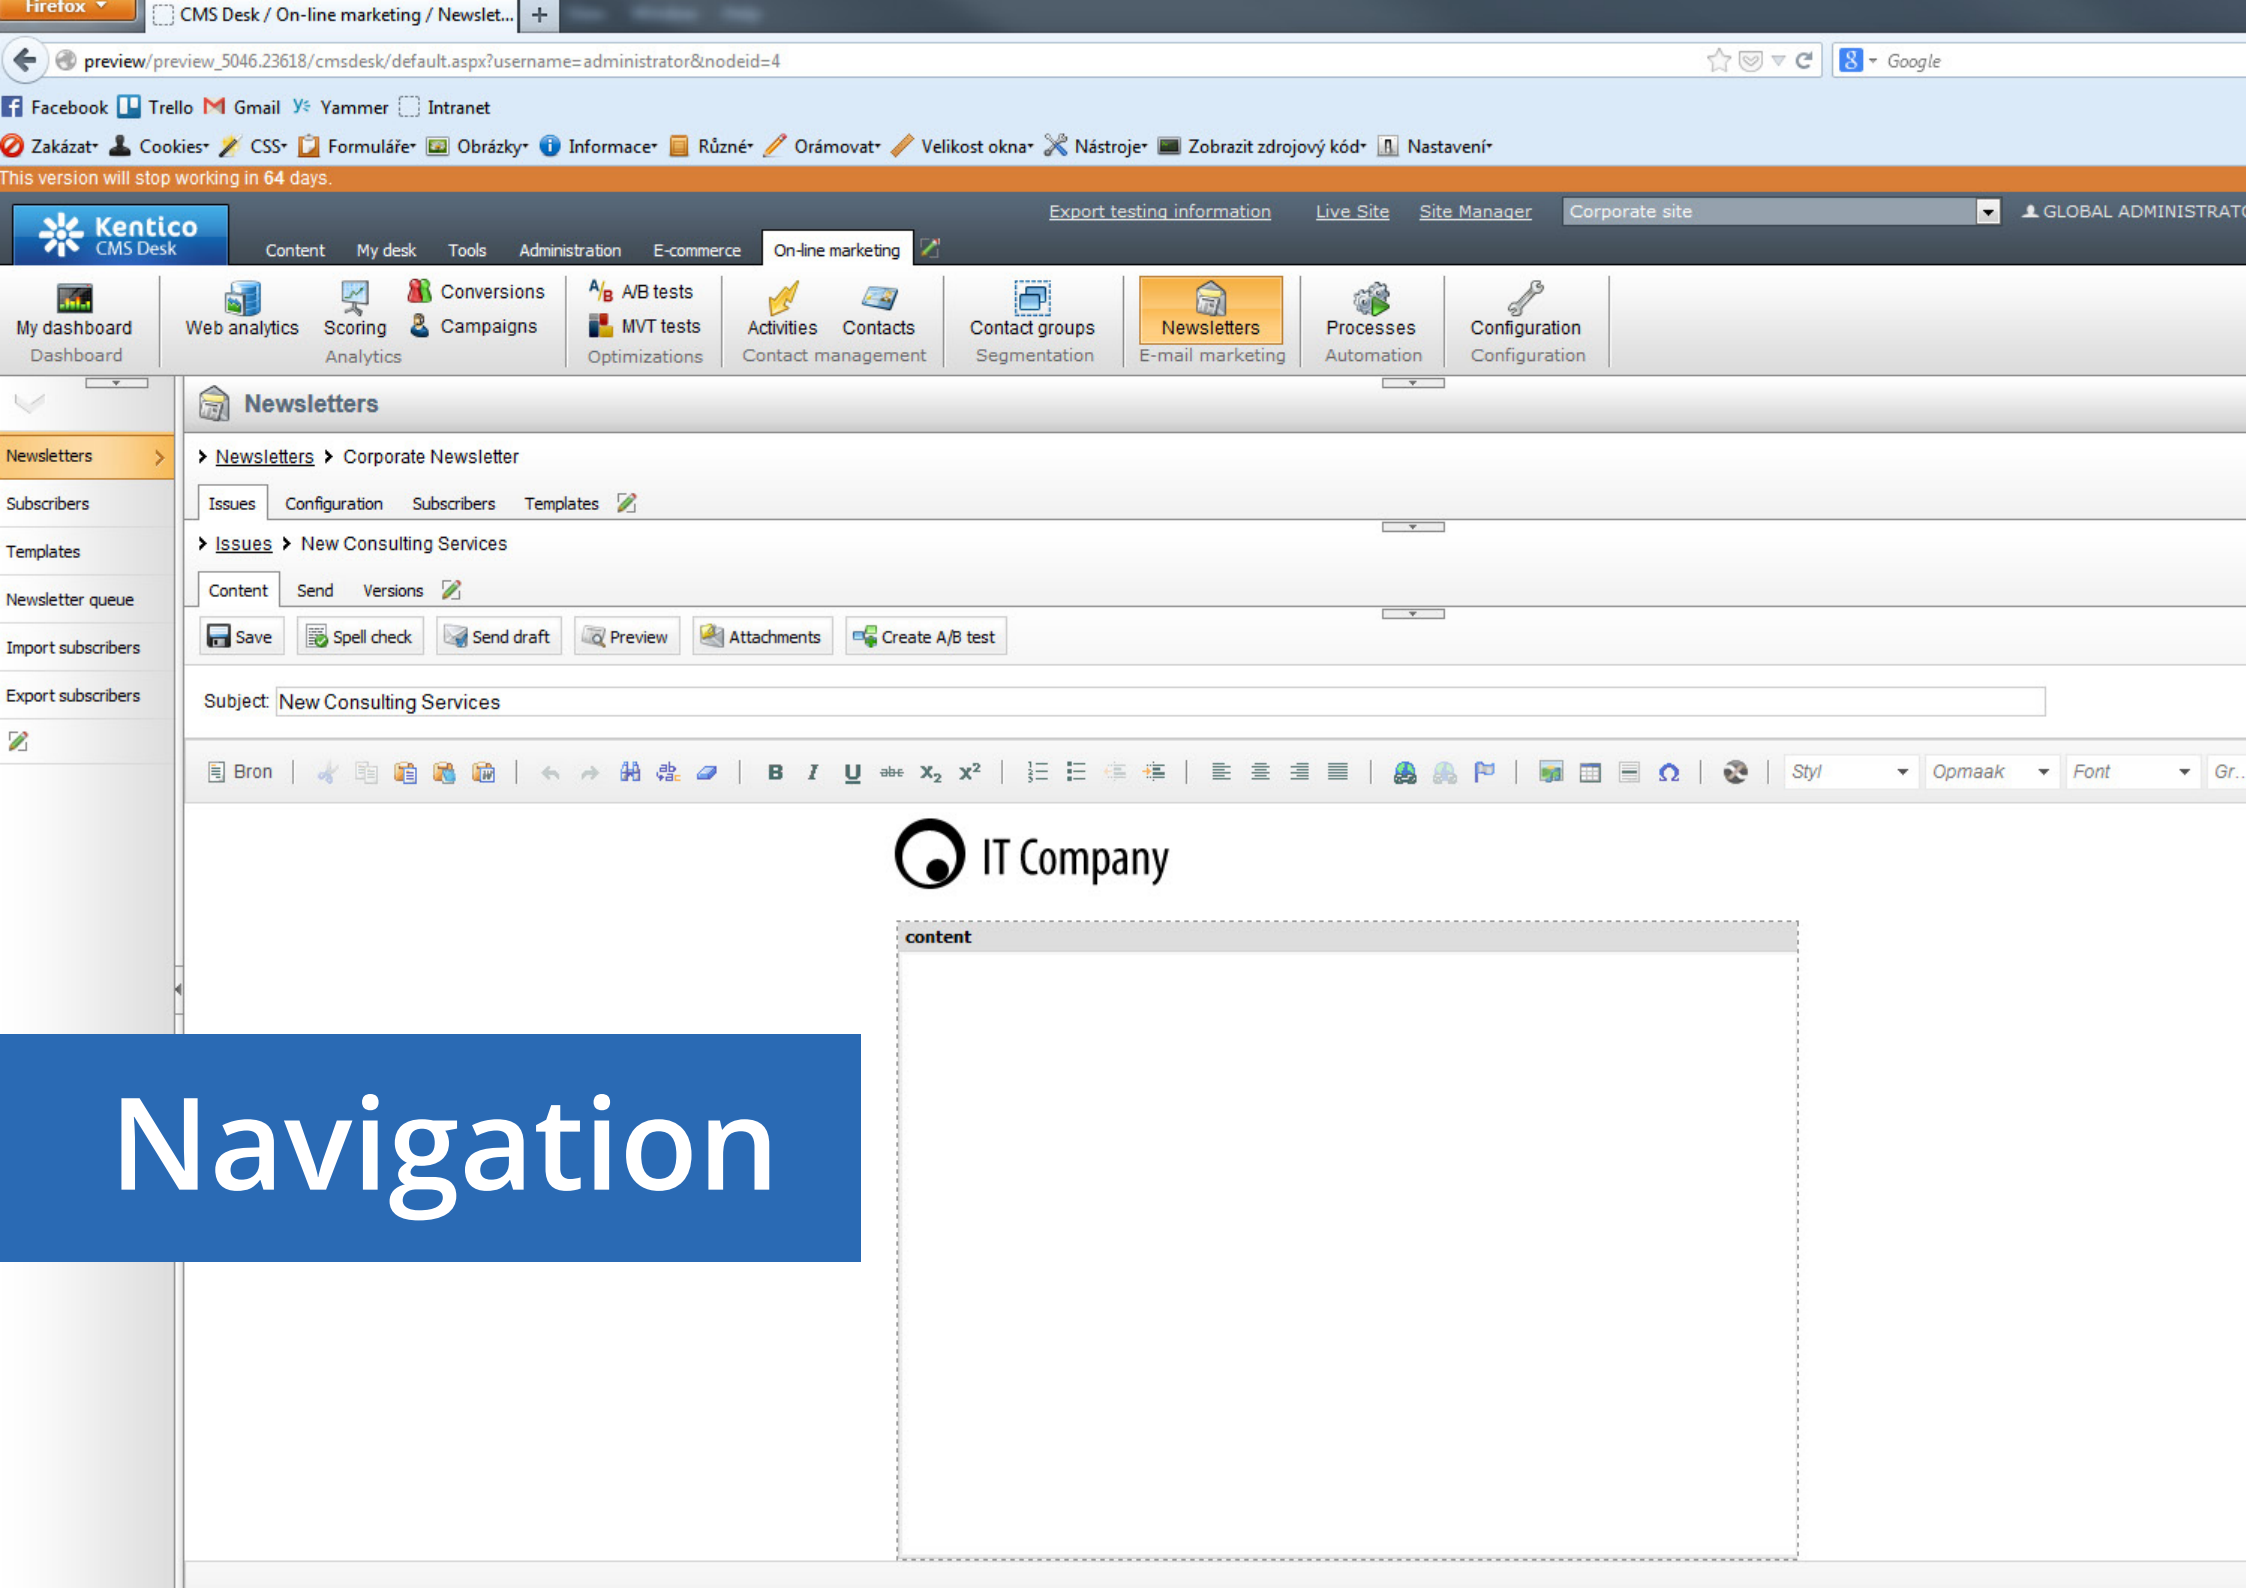 Firefox
CMS Desk / On-line marketing / Newslet... +
preview/preview_5046.23618/cmsdesk/default.aspx?username=administrator&nodeid=4
Google
Facebook Trello Gmail Yammer Intranet
Zakázat Cookies CSS Formuláře Obrázky Informace Různé Orámovat Velikost okna Nástroje Zobrazit zdrojový kód Nastavení
This version will stop working in 64 days.
Export testing information Live Site Site Manager Corporate site GLOBAL ADMINISTRATO
Kentico
CMS Desk
Content My desk Tools Administration E-commerce On-line marketing
My dashboard
Dashboard
Web analytics Scoring Conversions Campaigns
Analytics
A/B A/B tests
MVT tests
Optimizations
Activities Contacts
Contact management
Contact groups
Segmentation
Newsletters
E-mail marketing
Processes
Automation
Configuration
Configuration
Newsletters
Newsletters
Subscribers
Templates
Newsletter queue
Import subscribers
Export subscribers
Newsletters > Corporate Newsletter
Issues Configuration Subscribers Templates
Issues > New Consulting Services
Content Send Versions
Save Spell check Send draft Preview Attachments Create A/B test
Subject: New Consulting Services
Bron B I U abc X₂ X² Ω Styl Opmaak Font Gr...
IT Company
content
Navigation